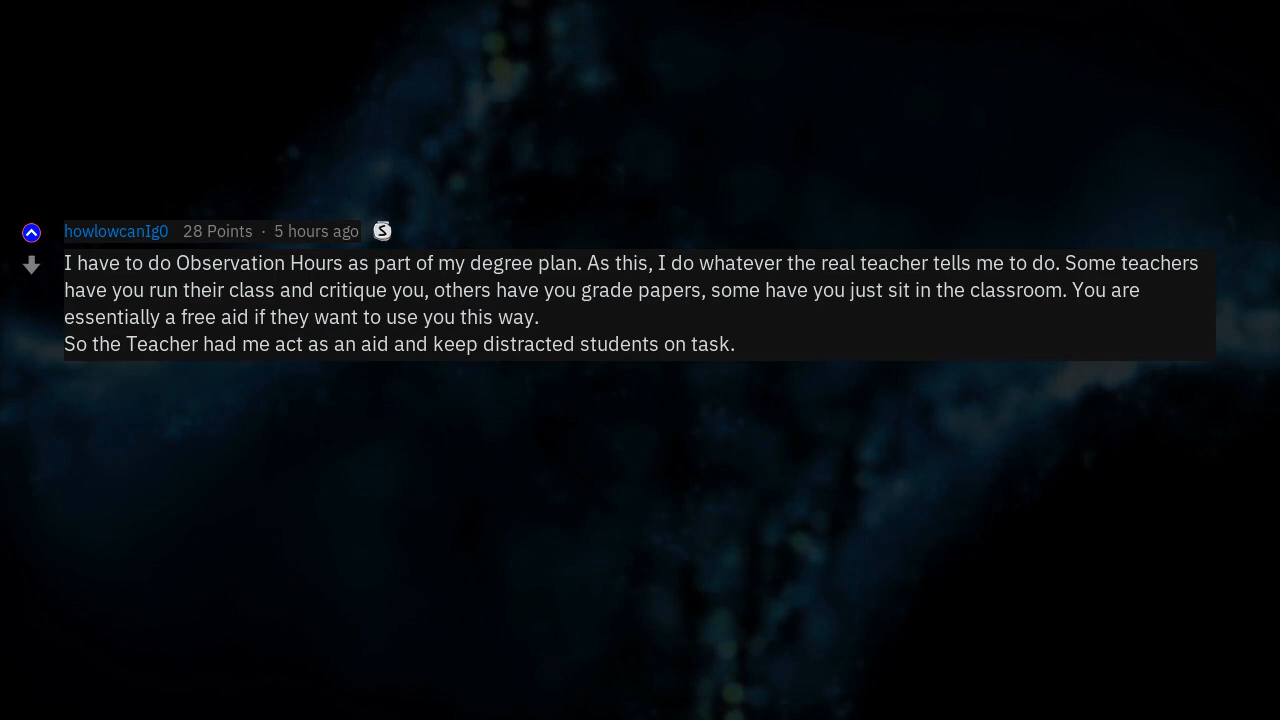 howlowcanIg0 28 Points · 5 hours ago S
I have to do Observation Hours as part of my degree plan. As this, I do whatever the real teacher tells me to do. Some teachers
have you run their class and critique you, others have you grade papers, some have you just sit in the classroom. You are
essentially a free aid if they want to use you this way.
So the Teacher had me act as an aid and keep distracted students on task.